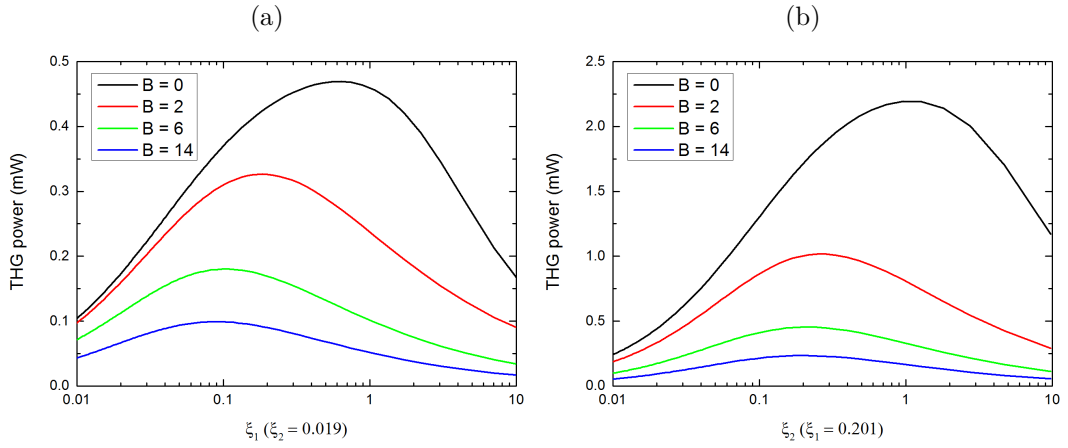 (a)
THG power (mW)
0.5
0.4
0.3
0.2
0.1
0.0
B = 0
B = 2
B = 6
B = 14
0.01
0.1
1
10
ξ₁ (ξ₂ = 0.019)
(b)
THG power (mW)
2.5
2.0
1.5
1.0
0.5
0.0
B = 0
B = 2
B = 6
B = 14
0.01
0.1
1
10
ξ₂ (ξ₁ = 0.201)